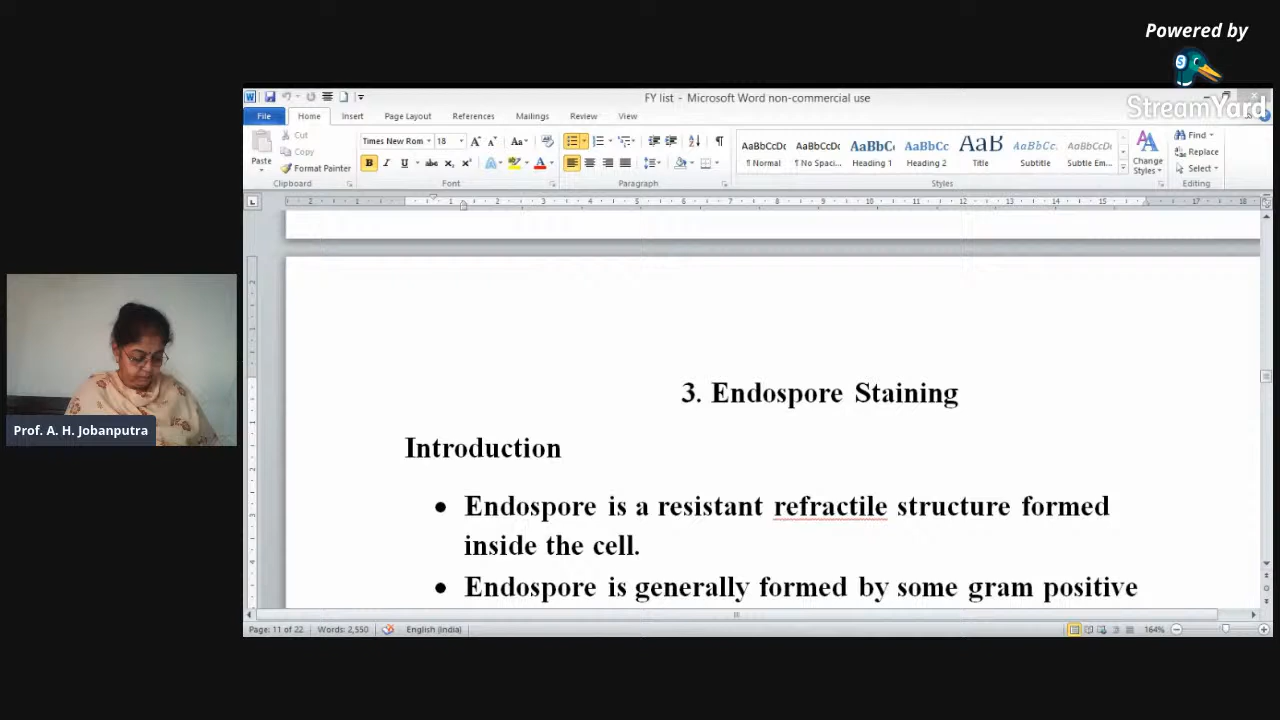 Powered by
StreamYard
FY list - Microsoft Word non-commercial use
File Home Insert Page Layout References Mailings Review View
Paste
Cut
Copy
Format Painter
Clipboard
Times New Rom 18
Font
Paragraph
AaBbCcDc AaBbCcDc AaBbC AaBbCc AaB AaBbCc. AaBbCcDc
¶ Normal ¶ No Spaci... Heading 1 Heading 2 Title Subtitle Subtle Em...
Styles
Change Styles
Find
Replace
Select
Editing
3. Endospore Staining
Introduction
• Endospore is a resistant refractile structure formed
inside the cell.
• Endospore is generally formed by some gram positive
Prof. A. H. Jobanputra
Page: 11 of 22 Words: 2,550 English (India) 164%